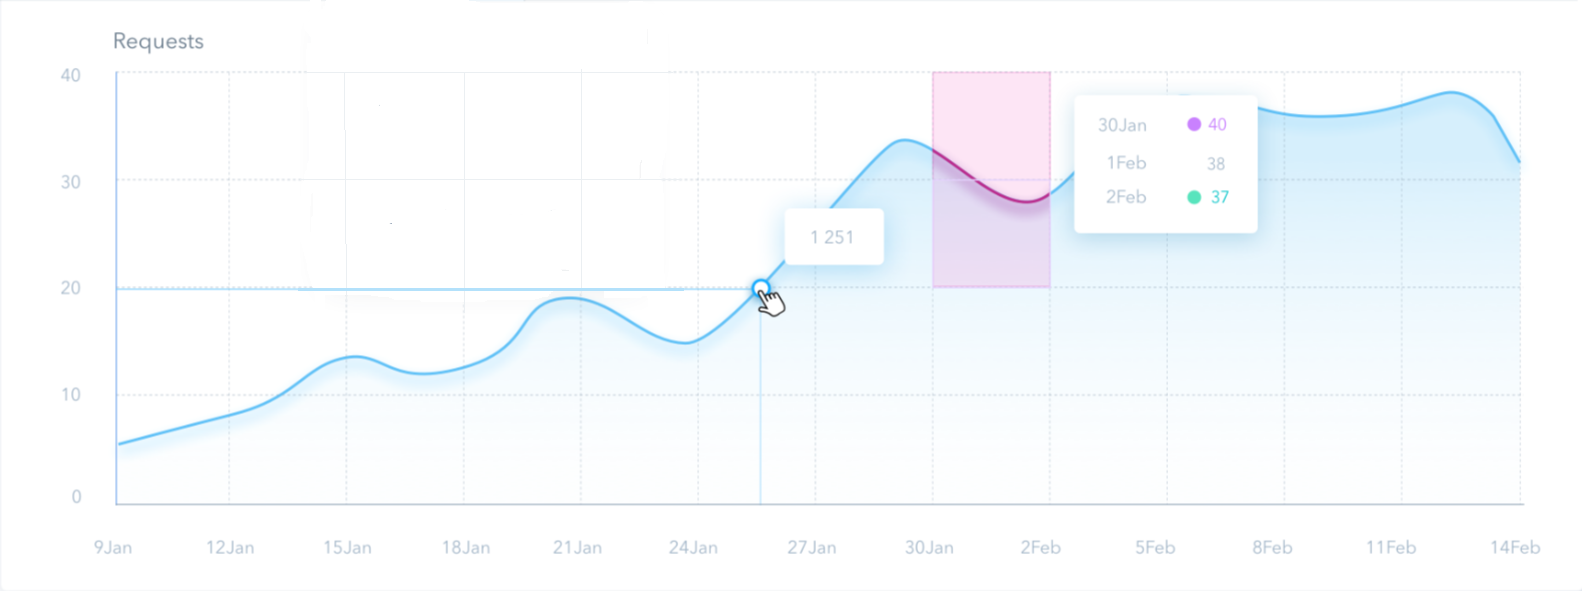 Requests
40
30
20
10
0
1 251
30Jan 40
1Feb 38
2Feb 37
9Jan 12Jan 15Jan 18Jan 21Jan 24Jan 27Jan 30Jan 2Feb 5Feb 8Feb 11Feb 14Feb